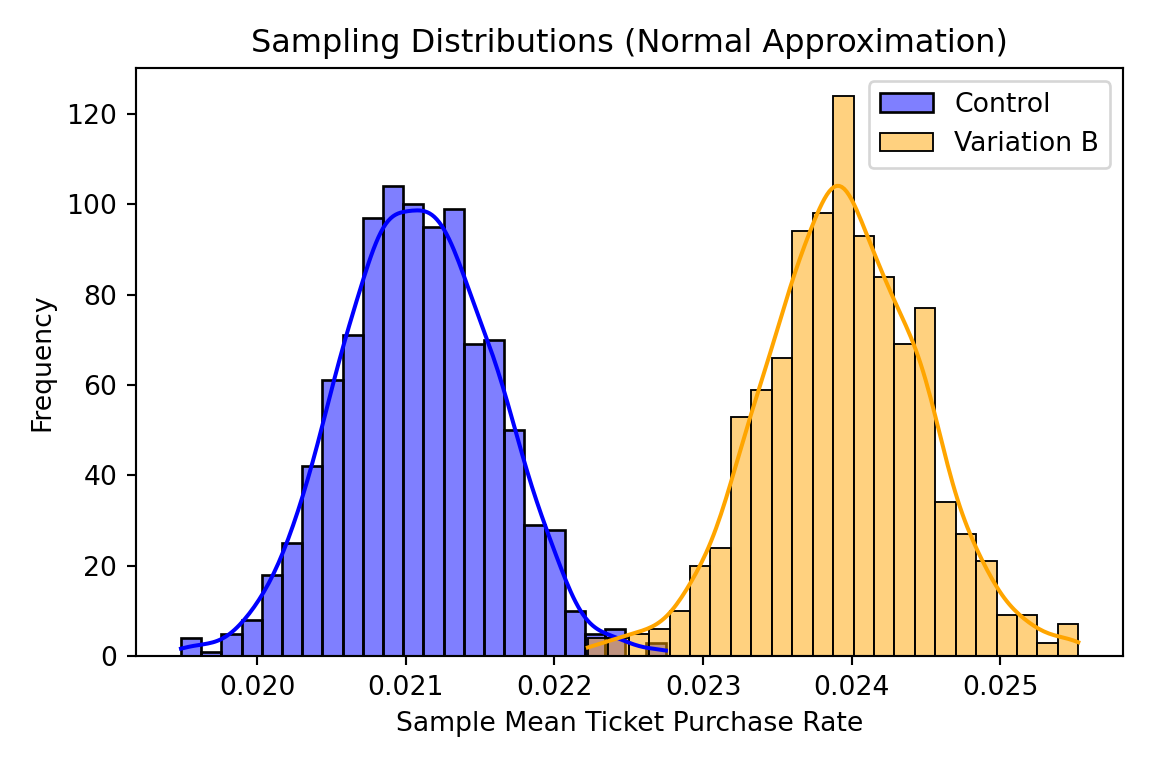 Sampling Distributions (Normal Approximation)
Control
Variation B
120
100
80
60
40
20
0
Frequency
0.020 0.021 0.022 0.023 0.024 0.025
Sample Mean Ticket Purchase Rate